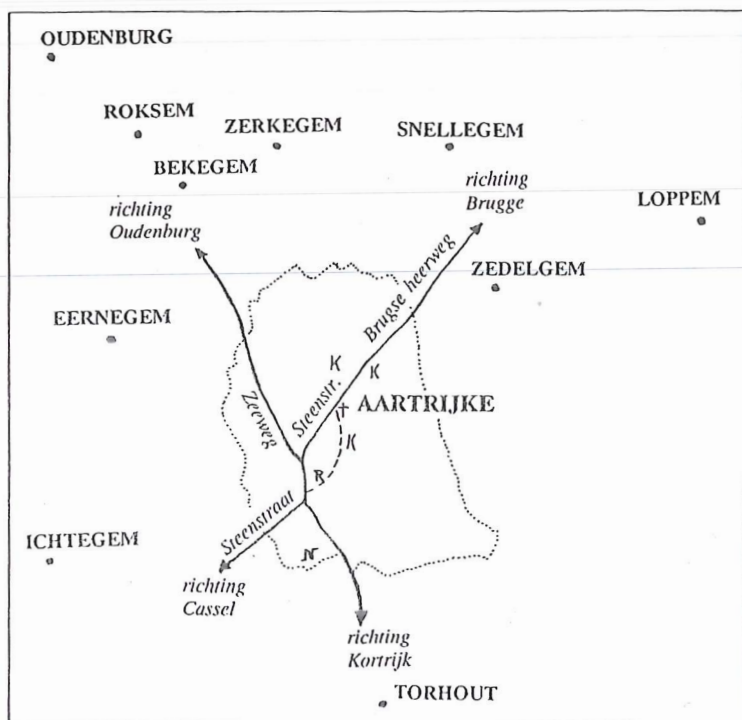 OUDENBURG
ROKSEM
ZERKEGEM
SNELLEGEM
BEKEGEM
richting
Brugge
LOPPEM
richting
Oudenburg
ZEDELGEM
Brugse heerweg
EERNEGEM
K
K
Steenstr.
AARTRIJKE
Zeeweg
K
R
Steenstraat
ICHTEGEM
N
richting
Cassel
richting
Kortrijk
TORHOUT